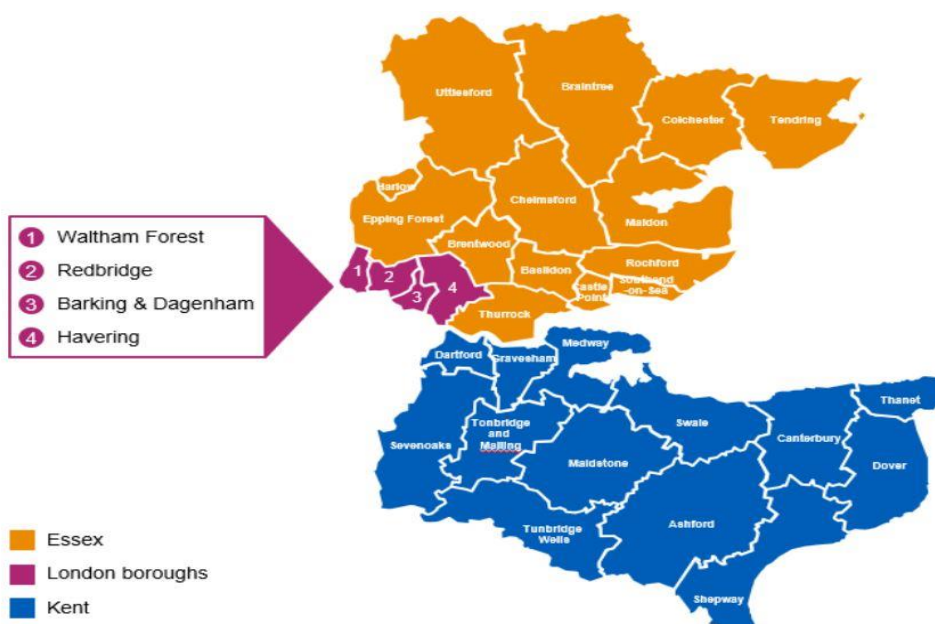 Uttlesford
Braintree
Colchester
Tendring
Harlow
Chelmsford
Epping Forest
Maldon
Brentwood
Rochford
Basildon
Castle
Point
Southend
-on-Sea
Thurrock
1
2
3
4
1 Waltham Forest
2 Redbridge
3 Barking & Dagenham
4 Havering
Medway
Dartford
Gravesham
Thanet
Swale
Canterbury
Tonbridge
and
Malling
Sevenoaks
Maidstone
Dover
Ashford
Tunbridge
Wells
Shepway
Essex
London boroughs
Kent